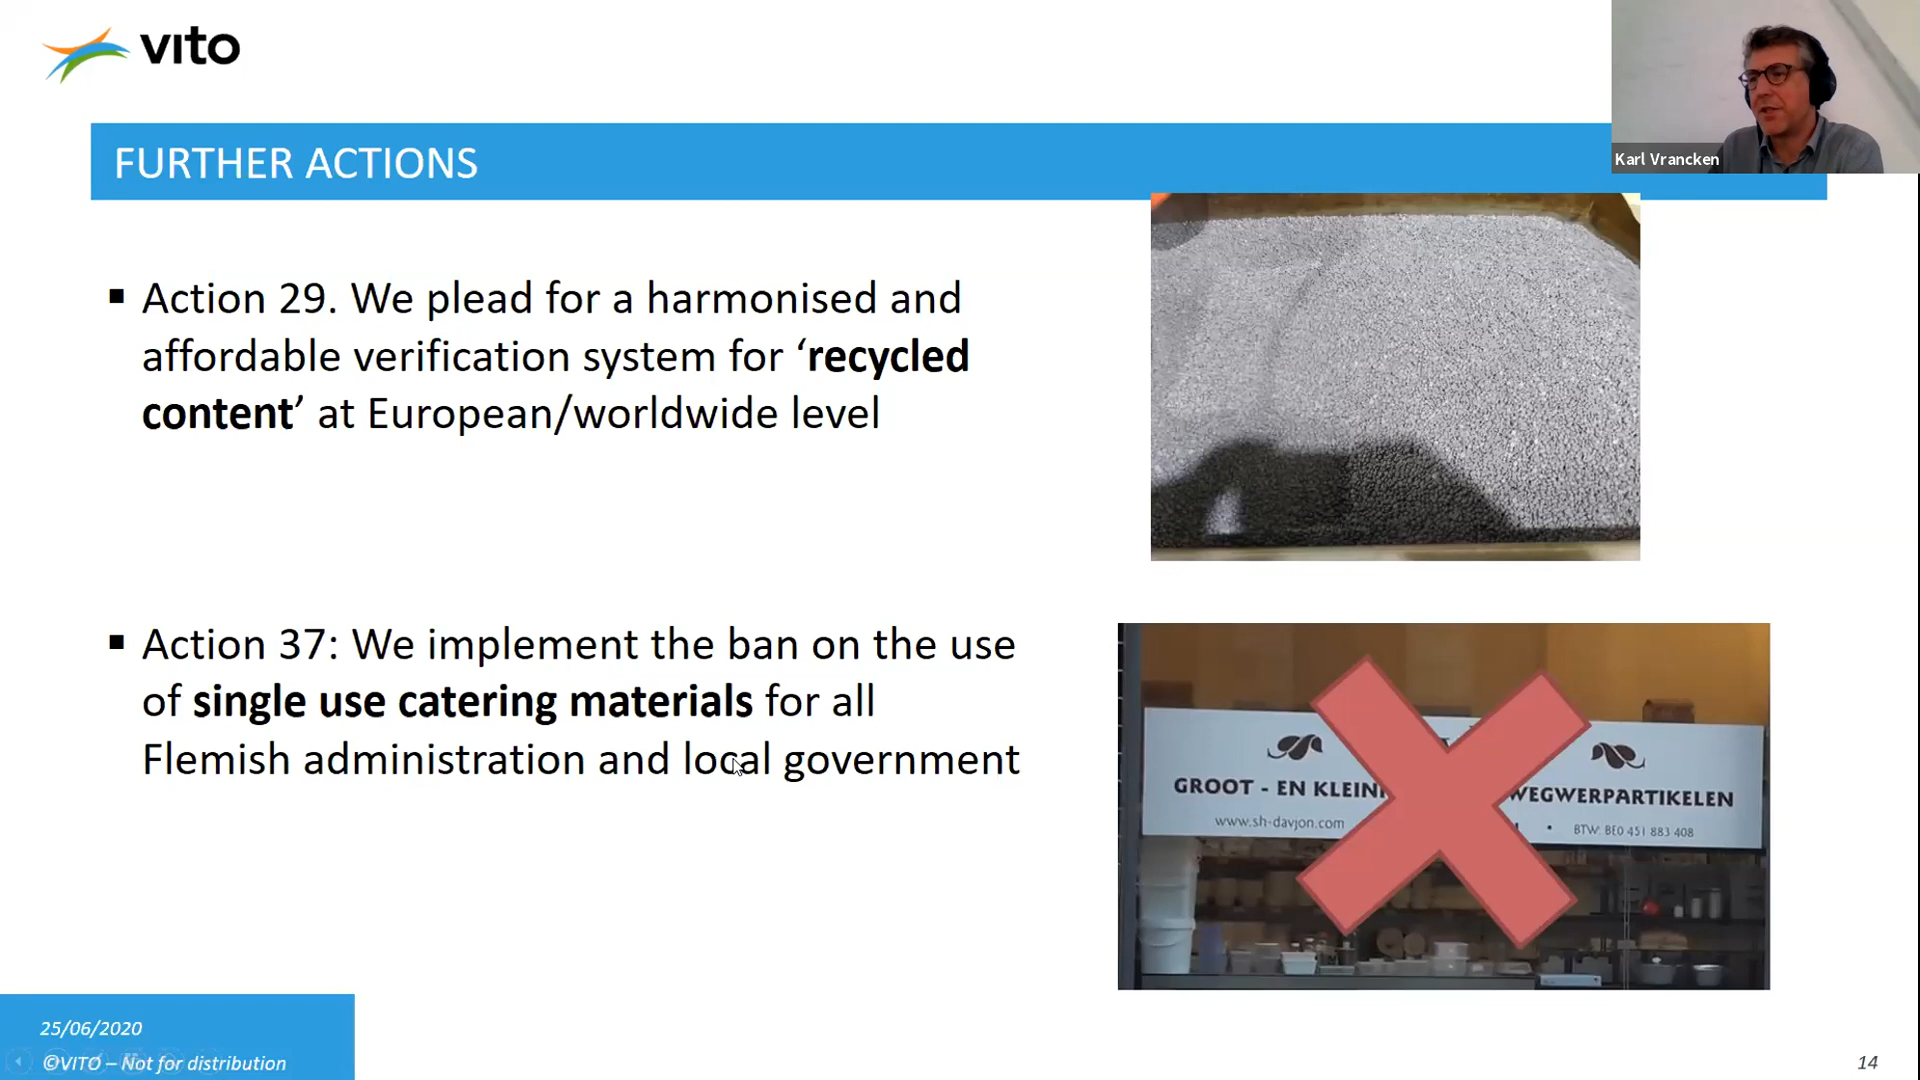 vito
Karl Vrancken
FURTHER ACTIONS
▪ Action 29. We plead for a harmonised and
affordable verification system for ‘recycled
content’ at European/worldwide level
▪ Action 37: We implement the ban on the use
of single use catering materials for all
Flemish administration and local government
GROOT - EN KLEIN
WEGWERPARTIKELEN
www.sh-davjon.com
• BTW: BE0 451 883 408
25/06/2020
©VITO – Not for distribution
14